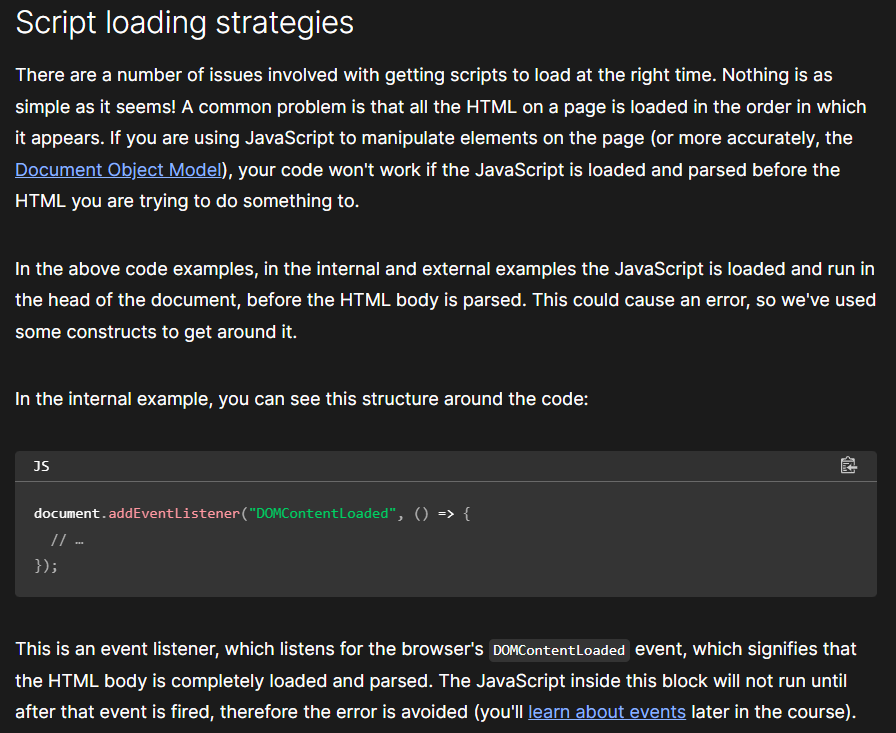 Script loading strategies
There are a number of issues involved with getting scripts to load at the right time. Nothing is as
simple as it seems! A common problem is that all the HTML on a page is loaded in the order in which
it appears. If you are using JavaScript to manipulate elements on the page (or more accurately, the
Document Object Model), your code won't work if the JavaScript is loaded and parsed before the
HTML you are trying to do something to.
In the above code examples, in the internal and external examples the JavaScript is loaded and run in
the head of the document, before the HTML body is parsed. This could cause an error, so we've used
some constructs to get around it.
In the internal example, you can see this structure around the code:
JS
document.addEventListener("DOMContentLoaded", () => {
  // …
});
This is an event listener, which listens for the browser's DOMContentLoaded event, which signifies that
the HTML body is completely loaded and parsed. The JavaScript inside this block will not run until
after that event is fired, therefore the error is avoided (you'll learn about events later in the course).